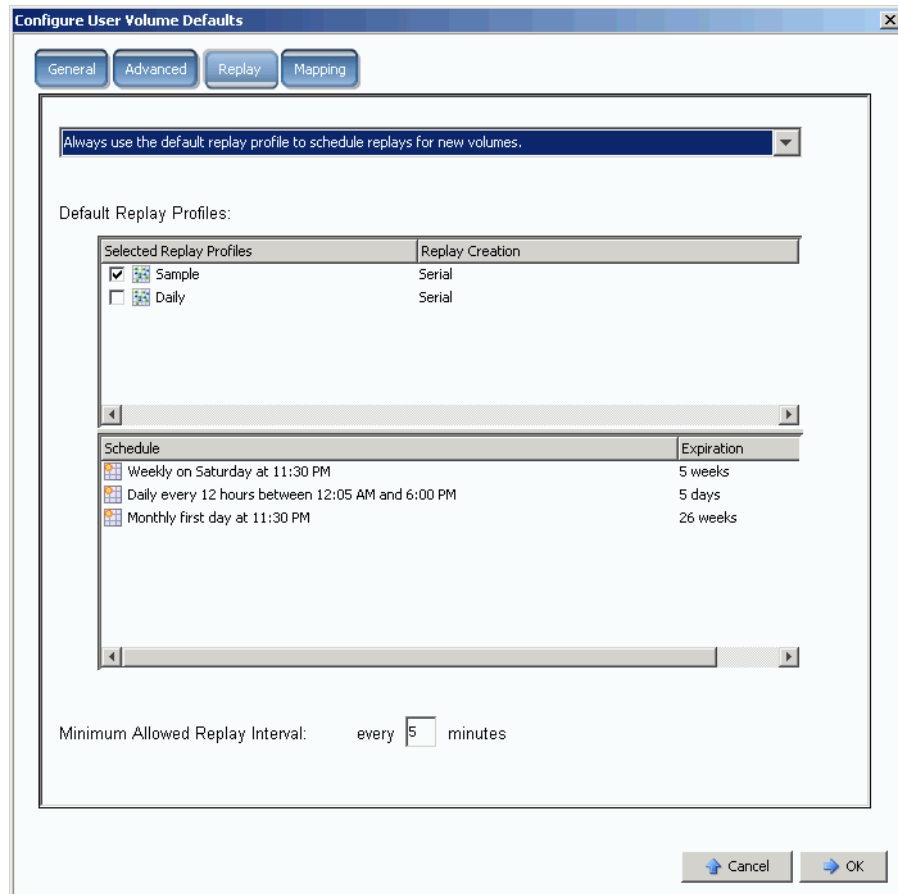 Configure User Volume Defaults
General Advanced Replay Mapping
Always use the default replay profile to schedule replays for new volumes.
Default Replay Profiles:
Selected Replay Profiles Replay Creation
Sample Serial
Daily Serial
Schedule Expiration
Weekly on Saturday at 11:30 PM 5 weeks
Daily every 12 hours between 12:05 AM and 6:00 PM 5 days
Monthly first day at 11:30 PM 26 weeks
Minimum Allowed Replay Interval: every 5 minutes
Cancel OK